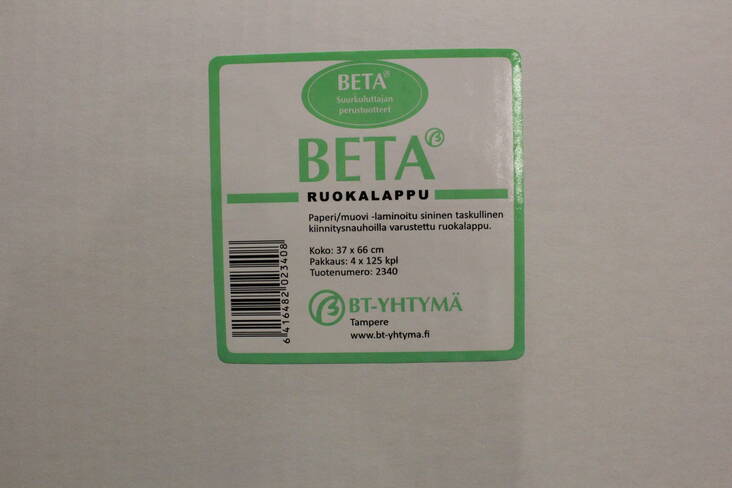 BETA®
Suurkuluttajan
perustuotteet
BETA
RUOKALAPPU
Paperi/muovi -laminoitu sininen taskullinen
kiinnitysnauhoilla varustettu ruokalappu.
Koko: 37 x 66 cm
Pakkaus: 4 x 125 kpl
Tuotenumero: 2340
6 416482 023408
BT-YHTYMÄ
Tampere
www.bt-yhtyma.fi